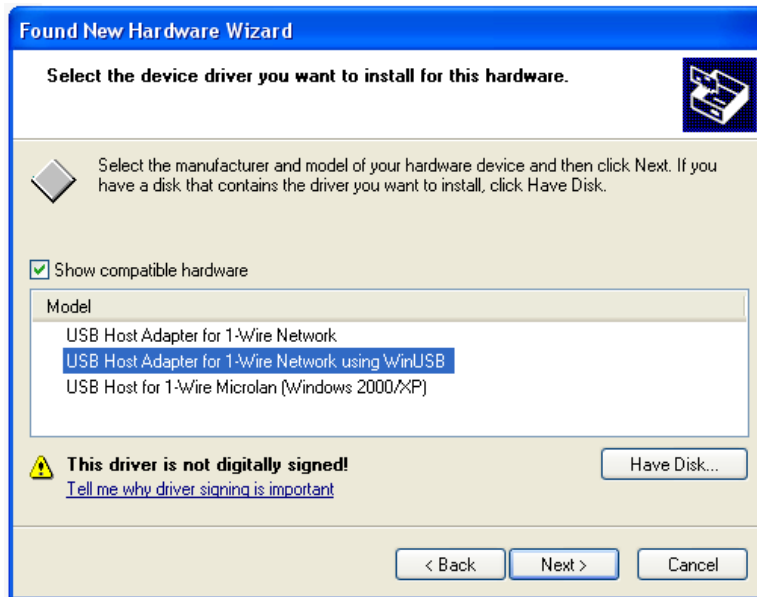 Found New Hardware Wizard
Select the device driver you want to install for this hardware.
Select the manufacturer and model of your hardware device and then click Next. If you
have a disk that contains the driver you want to install, click Have Disk.
Show compatible hardware
Model
USB Host Adapter for 1-Wire Network
USB Host Adapter for 1-Wire Network using WinUSB
USB Host for 1-Wire Microlan (Windows 2000/XP)
This driver is not digitally signed!
Have Disk...
Tell me why driver signing is important
< Back
Next >
Cancel